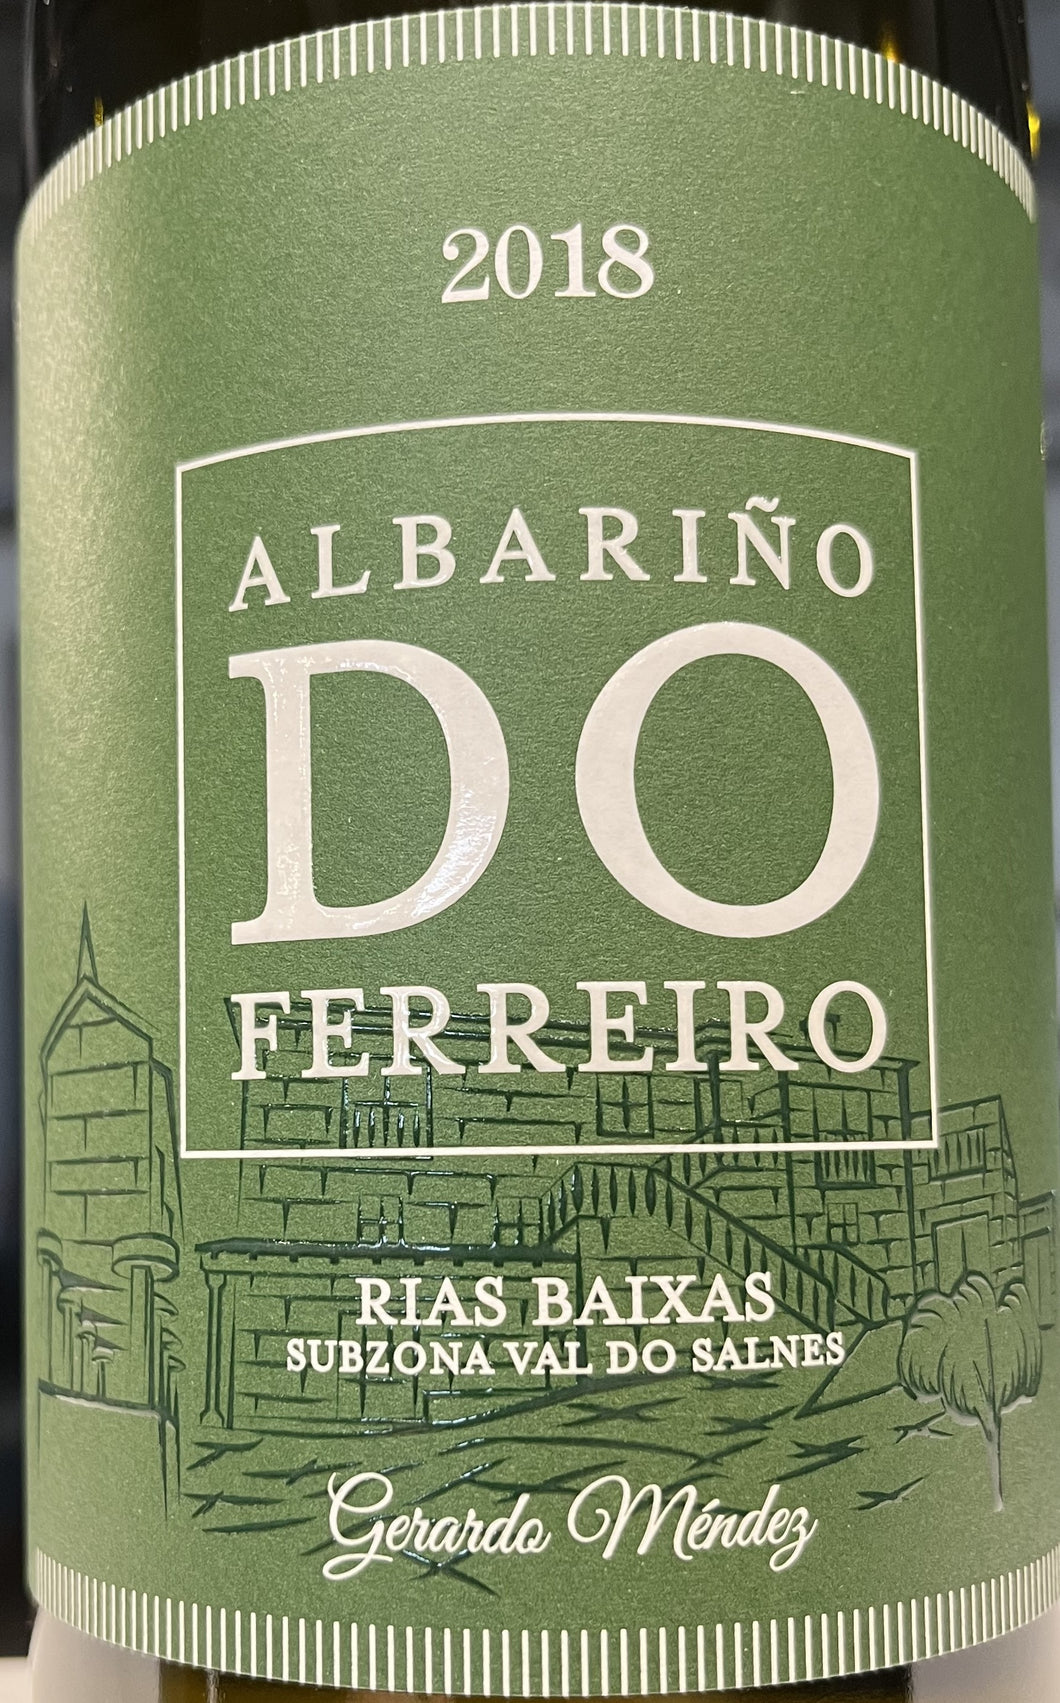 2018
ALBARIÑO
DO
FERREIRO
RIAS BAIXAS
SUBZONA VAL DO SALNES
Gerardo Méndez